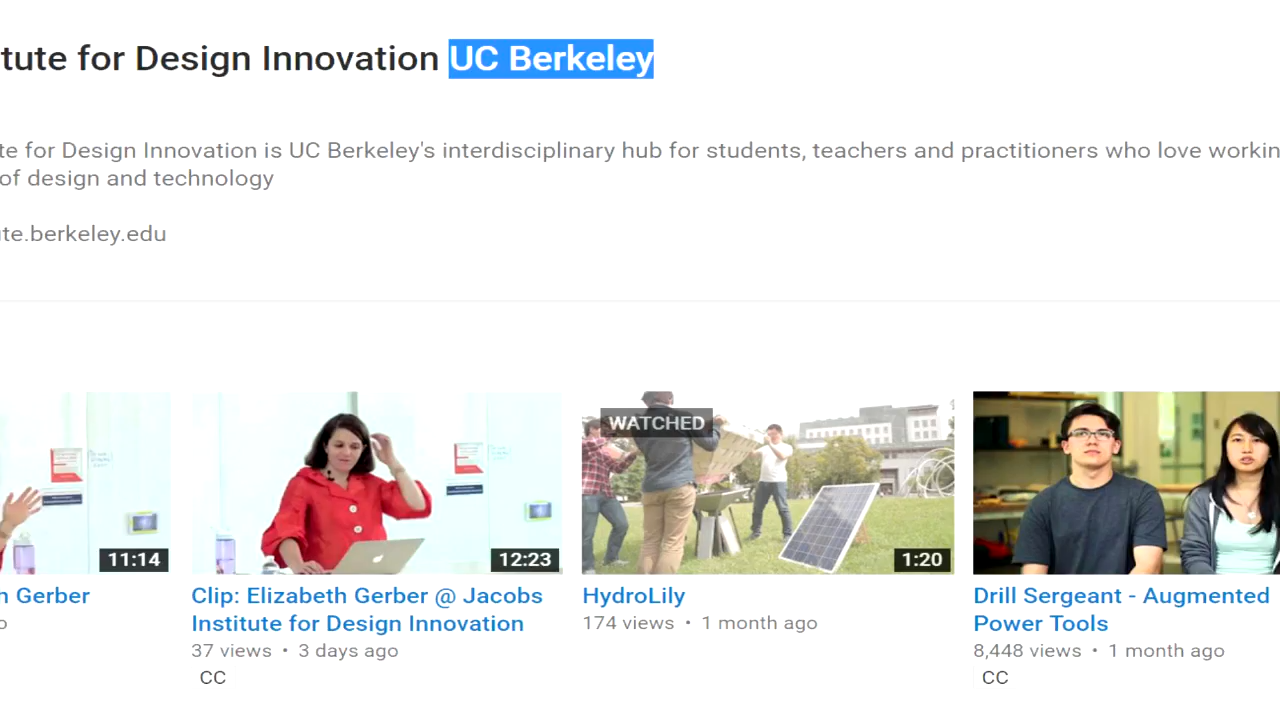 tute for Design Innovation UC Berkeley
te for Design Innovation is UC Berkeley's interdisciplinary hub for students, teachers and practitioners who love workin
of design and technology
ute.berkeley.edu
WATCHED
11:14
12:23
1:20
n Gerber
Clip: Elizabeth Gerber @ Jacobs
Institute for Design Innovation
37 views • 3 days ago
CC
HydroLily
174 views • 1 month ago
Drill Sergeant - Augmented
Power Tools
8,448 views • 1 month ago
CC